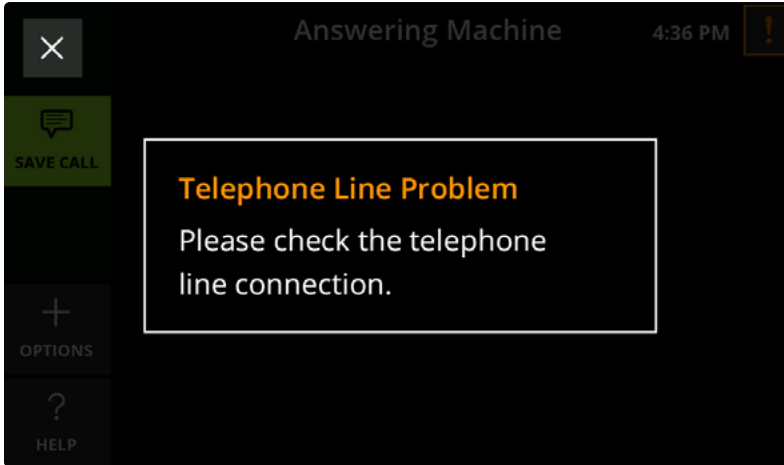 Answering Machine
4:36 PM
!
SAVE CALL
Telephone Line Problem
Please check the telephone
line connection.
OPTIONS
?
HELP